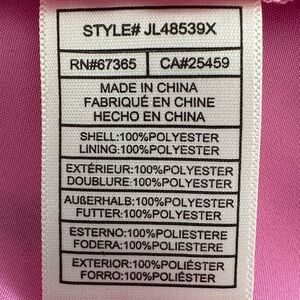 STYLE# JL48539X
RN#67365 CA#25459
MADE IN CHINA
FABRIQUÉ EN CHINE
HECHO EN CHINA
SHELL:100%POLYESTER
LINING:100%POLYESTER
EXTÉRIEUR:100%POLYESTER
DOUBLURE:100%POLYESTER
AUßERHALB:100%POLYESTER
FUTTER:100%POLYESTER
ESTERNO:100%POLIESTERE
FODERA:100%POLIESTERE
EXTERIOR:100%POLIÉSTER
FORRO:100%POLIÉSTER